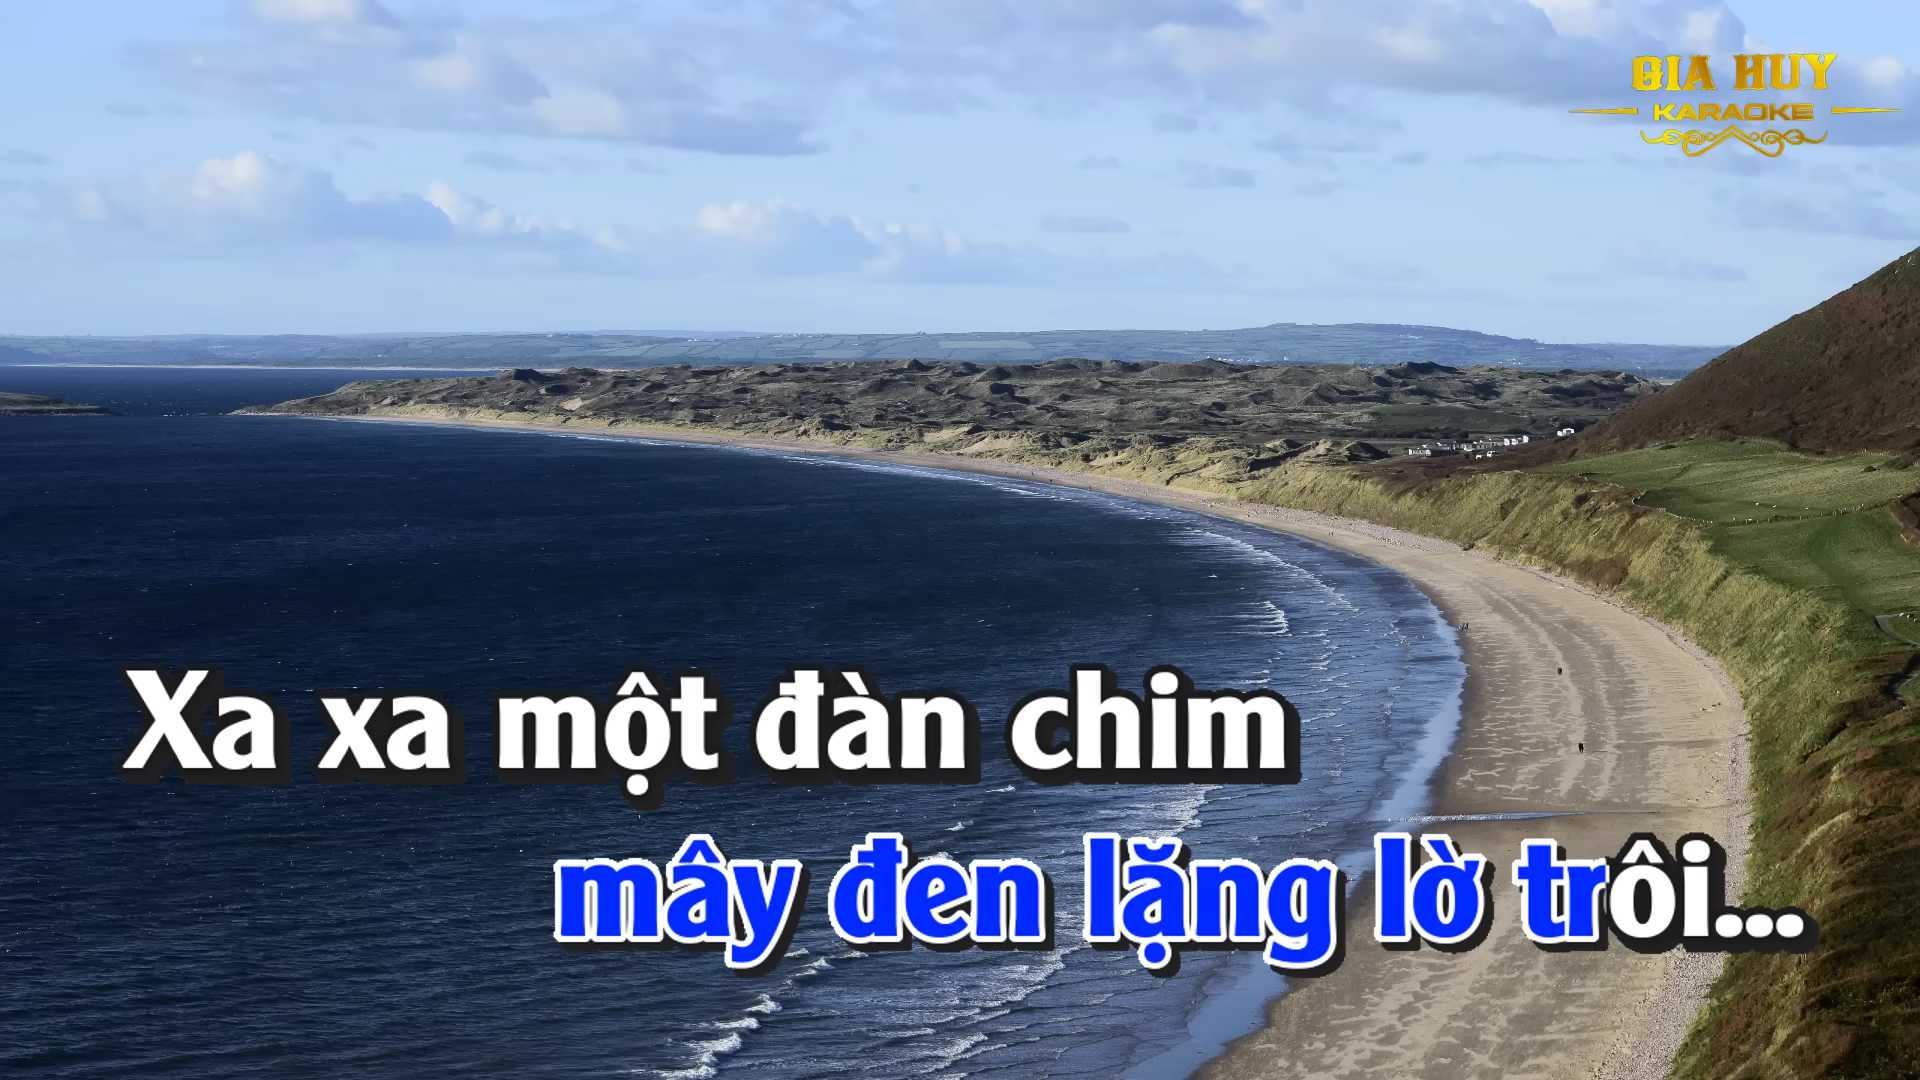 GIA HUY
KARAOKE
Xa xa một đàn chim
mây đen lặng lờ trôi...